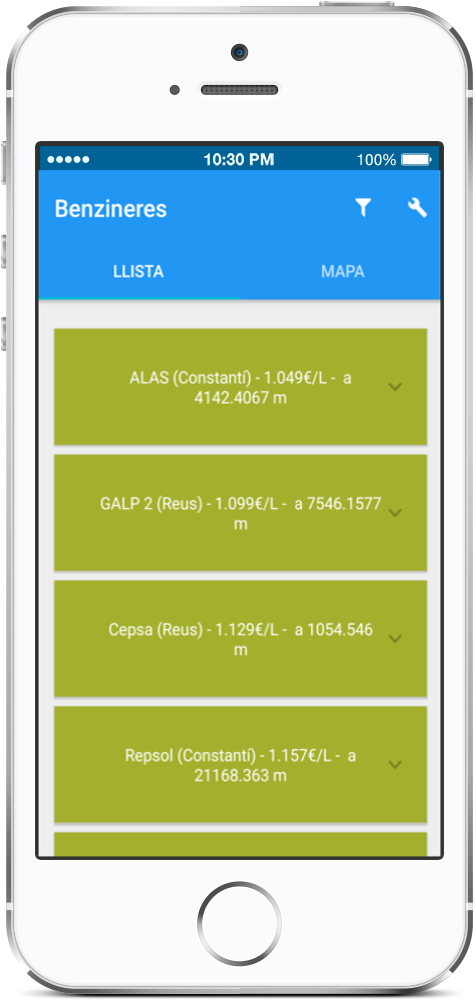 10:30 PM 100%
Benzineres
LLISTA MAPA
ALAS (Constantí) - 1.049€/L - a
4142.4067 m
GALP 2 (Reus) - 1.099€/L - a 7546.1577
m
Cepsa (Reus) - 1.129€/L - a 1054.546
m
Repsol (Constantí) - 1.157€/L - a
21168.363 m